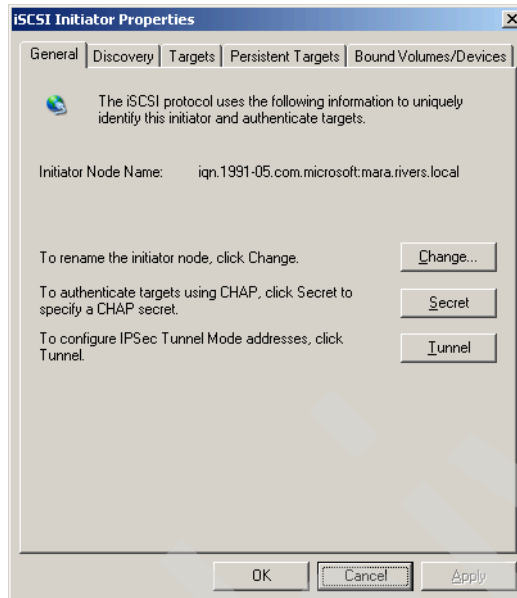 iSCSI Initiator Properties
General Discovery Targets Persistent Targets Bound Volumes/Devices
The iSCSI protocol uses the following information to uniquely
identify this initiator and authenticate targets.
Initiator Node Name: iqn.1991-05.com.microsoft:mara.rivers.local
To rename the initiator node, click Change.
Change...
To authenticate targets using CHAP, click Secret to
specify a CHAP secret.
Secret
To configure IPSec Tunnel Mode addresses, click
Tunnel.
Tunnel
OK Cancel Apply